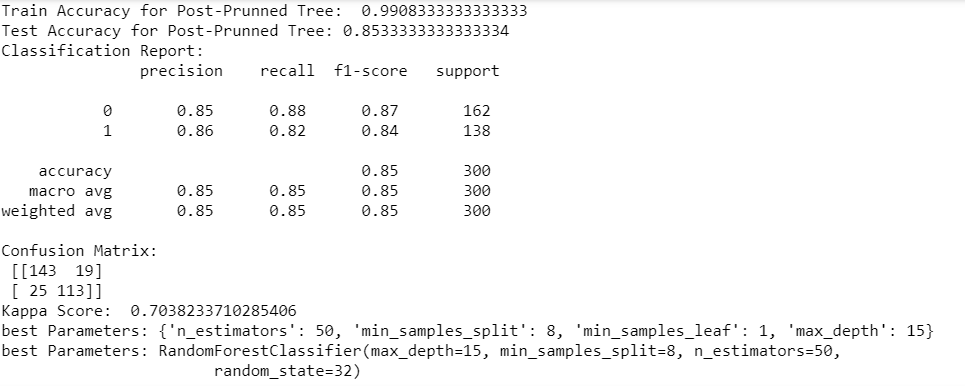 Train Accuracy for Post-Prunned Tree:  0.9908333333333333
Test Accuracy for Post-Prunned Tree: 0.8533333333333334
Classification Report:
              precision    recall  f1-score   support

           0       0.85      0.88      0.87       162
           1       0.86      0.82      0.84       138

    accuracy                           0.85       300
   macro avg       0.85      0.85      0.85       300
weighted avg       0.85      0.85      0.85       300

Confusion Matrix:
 [[143  19]
 [ 25 113]]
Kappa Score:  0.7038233710285406
best Parameters: {'n_estimators': 50, 'min_samples_split': 8, 'min_samples_leaf': 1, 'max_depth': 15}
best Parameters: RandomForestClassifier(max_depth=15, min_samples_split=8, n_estimators=50,
                       random_state=32)